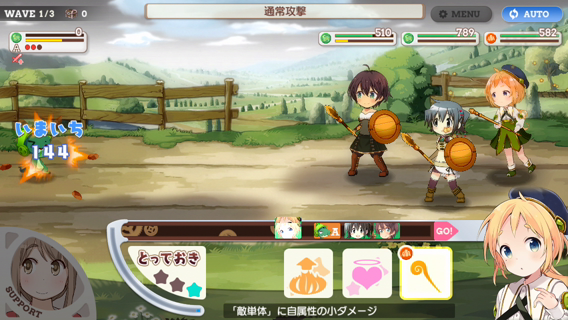 WAVE 1/3
0
通常攻撃
MENU
AUTO
0
A
510
789
582
いまいち
144
GO!
とっておき
SUPPORT
「敵単体」に自属性の小ダメージ